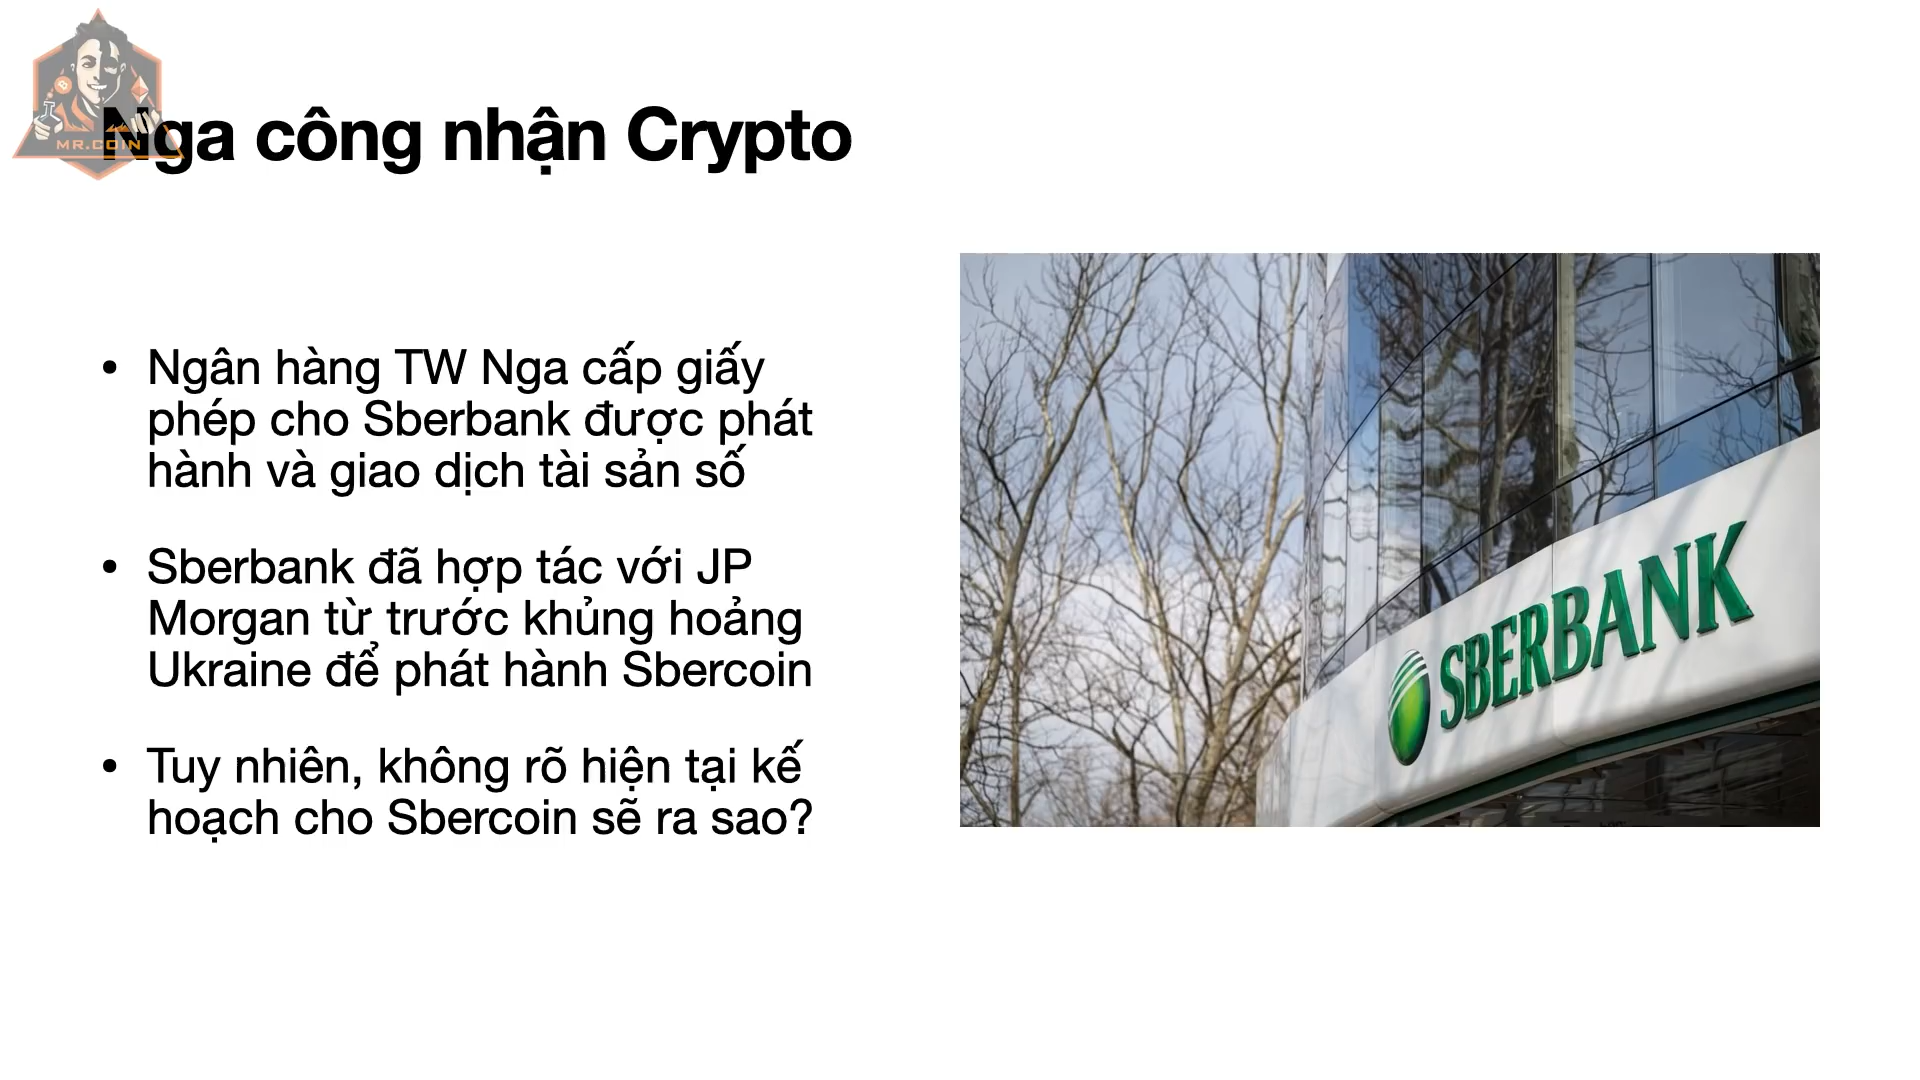 MR.COIN
Nga công nhận Crypto
• Ngân hàng TW Nga cấp giấy
phép cho Sberbank được phát
hành và giao dịch tài sản số
• Sberbank đã hợp tác với JP
Morgan từ trước khủng hoảng
Ukraine để phát hành Sbercoin
• Tuy nhiên, không rõ hiện tại kế
hoạch cho Sbercoin sẽ ra sao?
SBERBANK